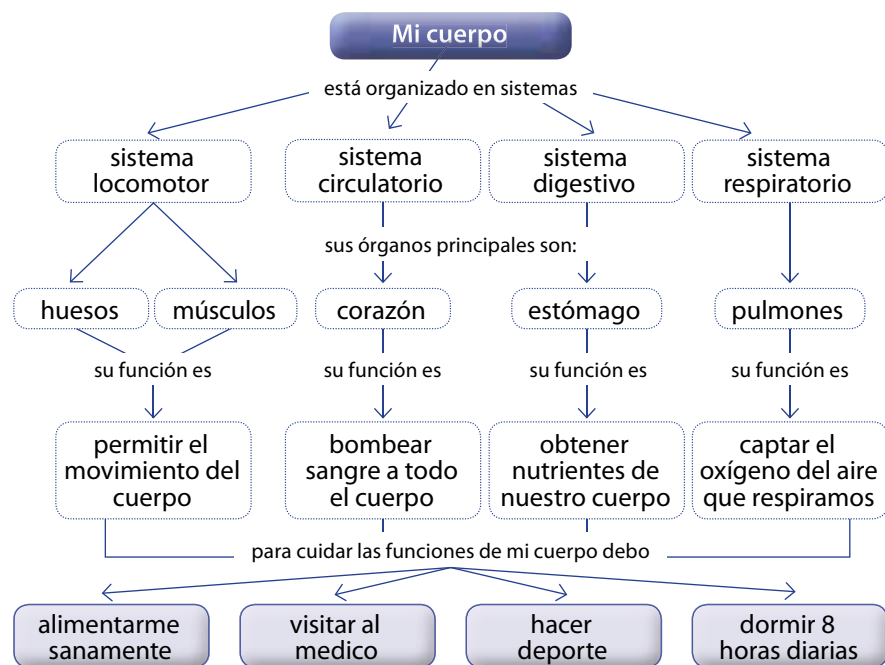 Mi cuerpo
está organizado en sistemas
sistema
locomotor
sistema
circulatorio
sistema
digestivo
sistema
respiratorio
sus órganos principales son:
huesos
músculos
corazón
estómago
pulmones
su función es
su función es
su función es
su función es
permitir el
movimiento del
cuerpo
bombear
sangre a todo
el cuerpo
obtener
nutrientes de
nuestro cuerpo
captar el
oxígeno del aire
que respiramos
para cuidar las funciones de mi cuerpo debo
alimentarme
sanamente
visitar al
medico
hacer
deporte
dormir 8
horas diarias